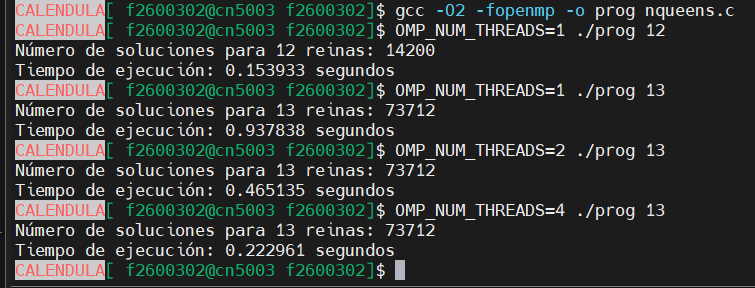 CALENDULA[ f2600302@cn5003 f2600302]$ gcc -O2 -fopenmp -o prog nqueens.c
CALENDULA[ f2600302@cn5003 f2600302]$ OMP_NUM_THREADS=1 ./prog 12
Número de soluciones para 12 reinas: 14200
Tiempo de ejecución: 0.153933 segundos
CALENDULA[ f2600302@cn5003 f2600302]$ OMP_NUM_THREADS=1 ./prog 13
Número de soluciones para 13 reinas: 73712
Tiempo de ejecución: 0.937838 segundos
CALENDULA[ f2600302@cn5003 f2600302]$ OMP_NUM_THREADS=2 ./prog 13
Número de soluciones para 13 reinas: 73712
Tiempo de ejecución: 0.465135 segundos
CALENDULA[ f2600302@cn5003 f2600302]$ OMP_NUM_THREADS=4 ./prog 13
Número de soluciones para 13 reinas: 73712
Tiempo de ejecución: 0.222961 segundos
CALENDULA[ f2600302@cn5003 f2600302]$